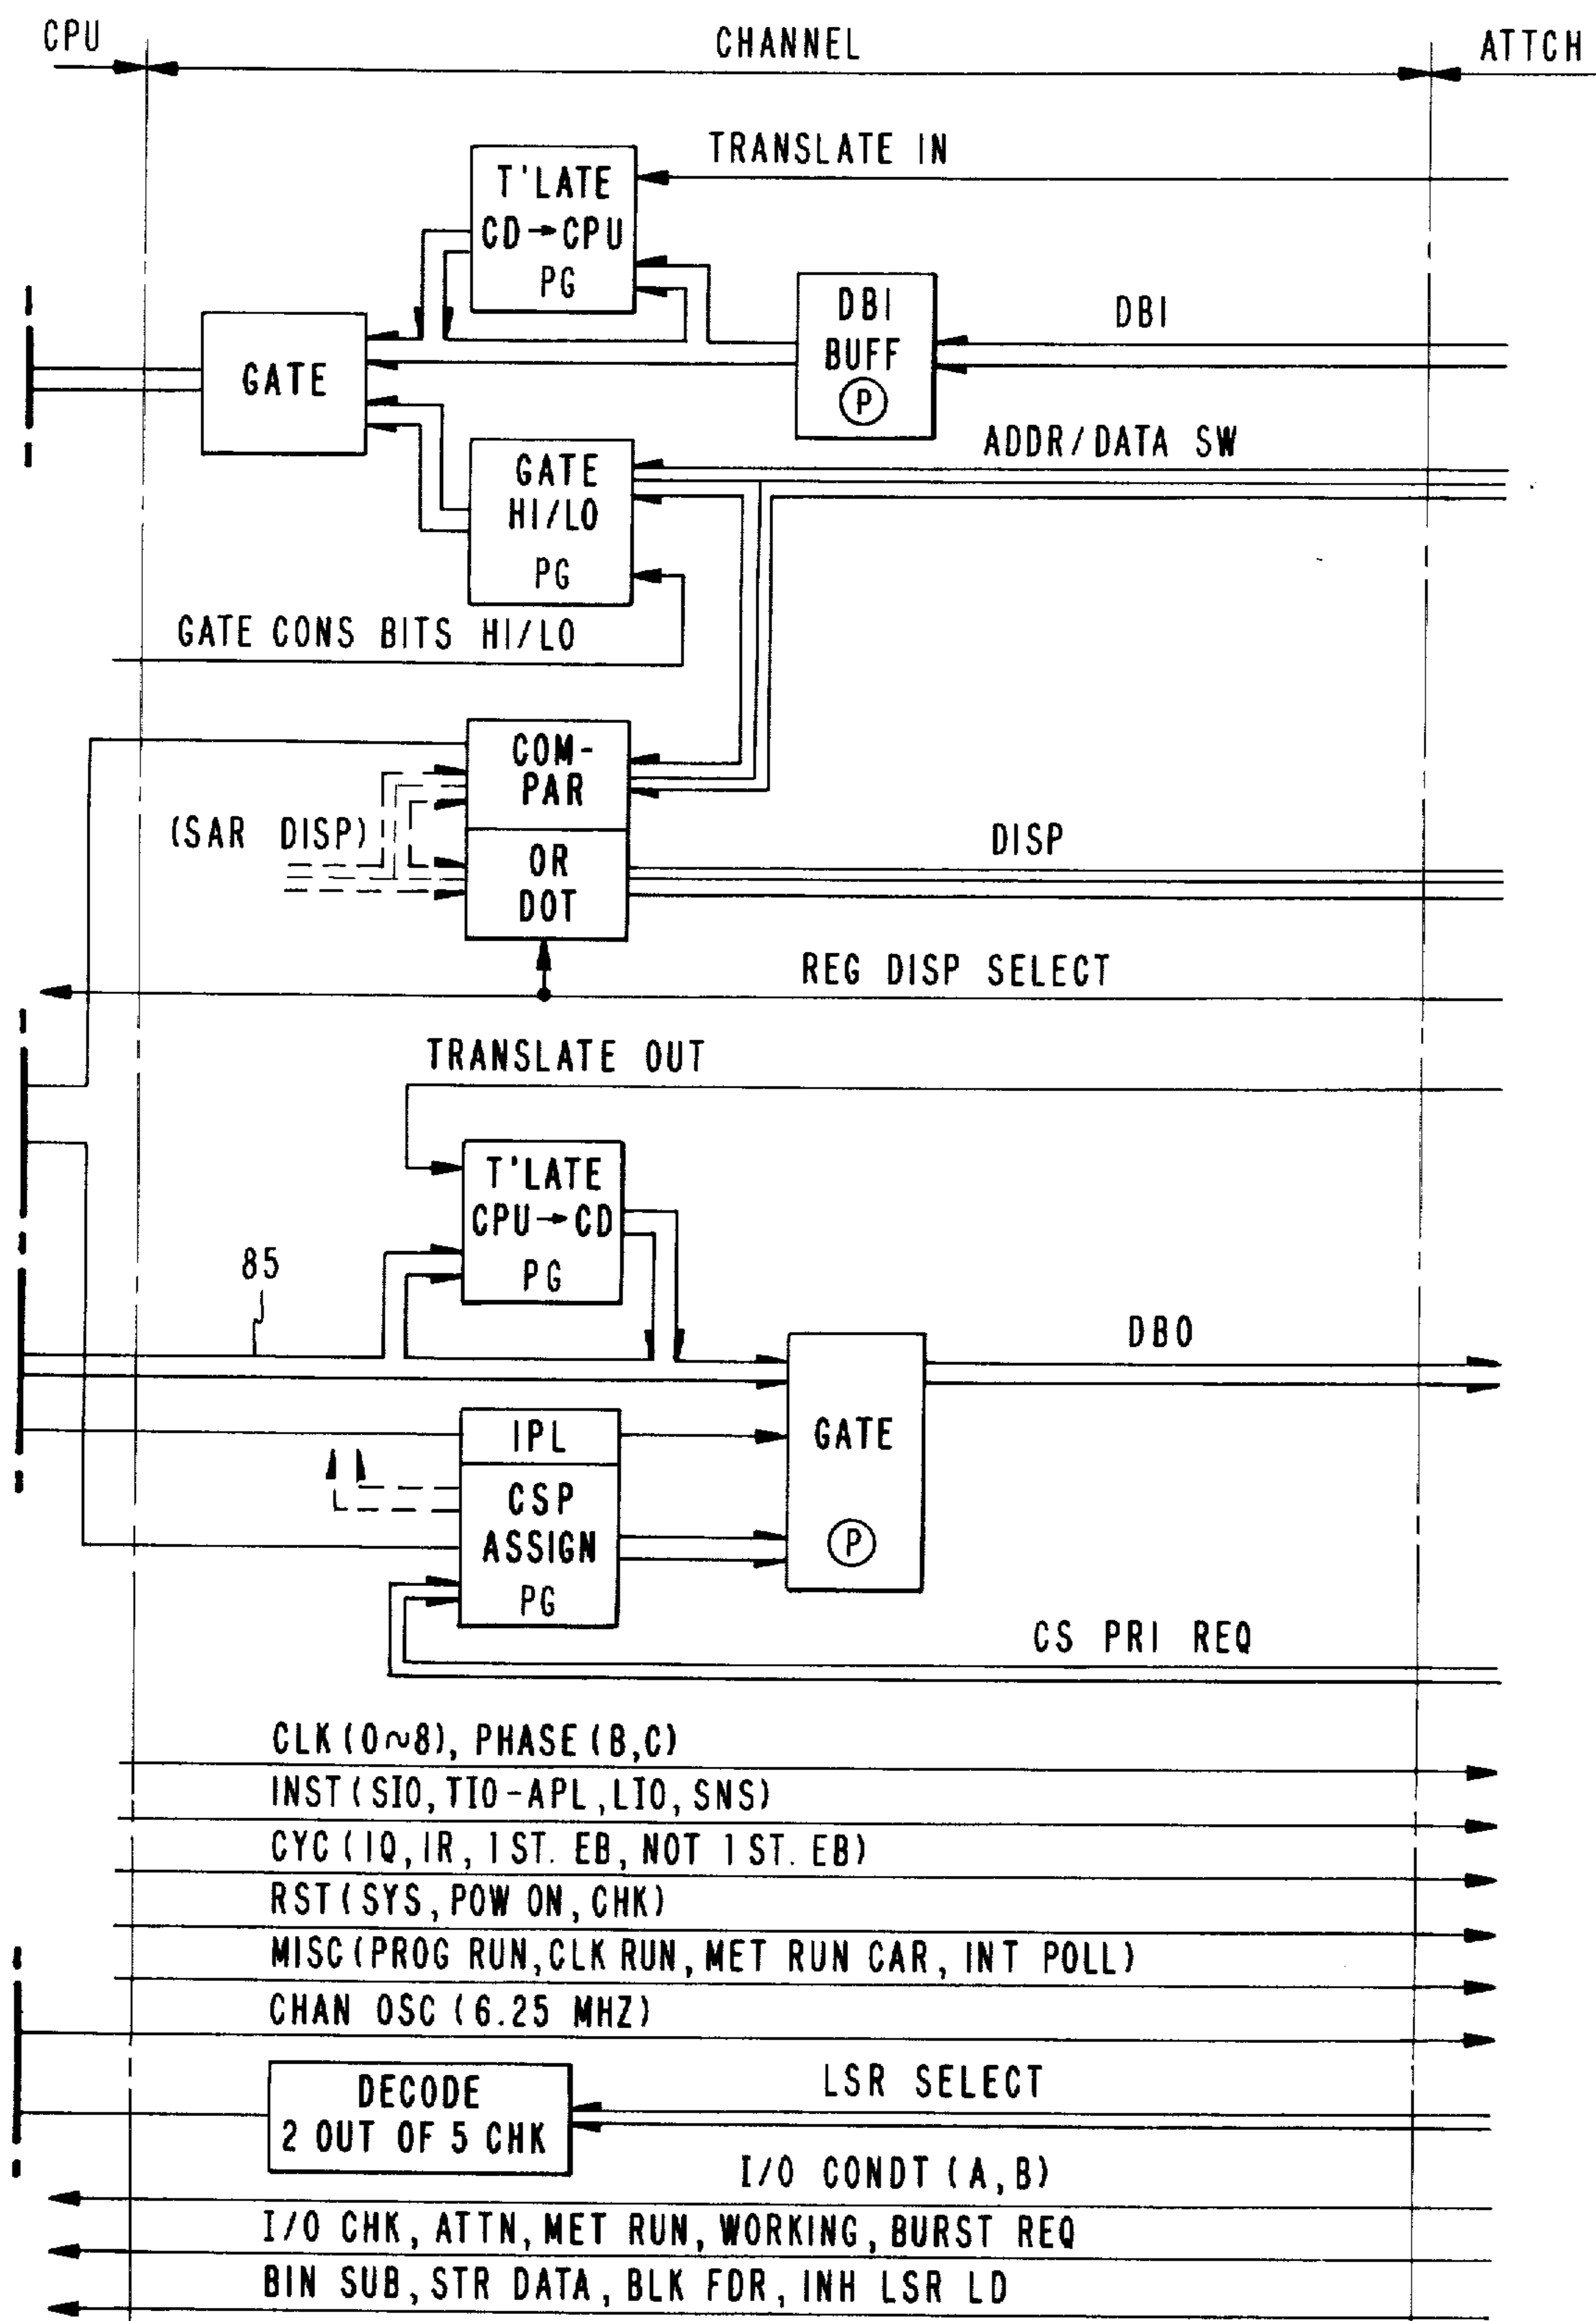 CPU
CHANNEL
ATTCH
TRANSLATE IN
T'LATE
CD→CPU
PG
DBI
BUFF
P
DBI
GATE
ADDR/DATA SW
GATE
HI/LO
PG
GATE CONS BITS HI/LO
COM-
PAR
(SAR DISP)
OR
DOT
DISP
REG DISP SELECT
TRANSLATE OUT
T'LATE
CPU→CD
PG
85
DBO
GATE
P
IPL
CSP
ASSIGN
PG
CS PRI REQ
CLK(0~8), PHASE(B,C)
INST(SIO,TIO-APL,LIO,SNS)
CYC(IQ,IR,1ST. EB,NOT 1ST. EB)
RST(SYS,POW ON,CHK)
MISC(PROG RUN,CLK RUN,MET RUN CAR, INT POLL)
CHAN OSC(6.25 MHZ)
LSR SELECT
DECODE
2 OUT OF 5 CHK
I/O CONDT(A,B)
I/O CHK, ATTN, MET RUN, WORKING, BURST REQ
BIN SUB, STR DATA, BLK FDR, INH LSR LD